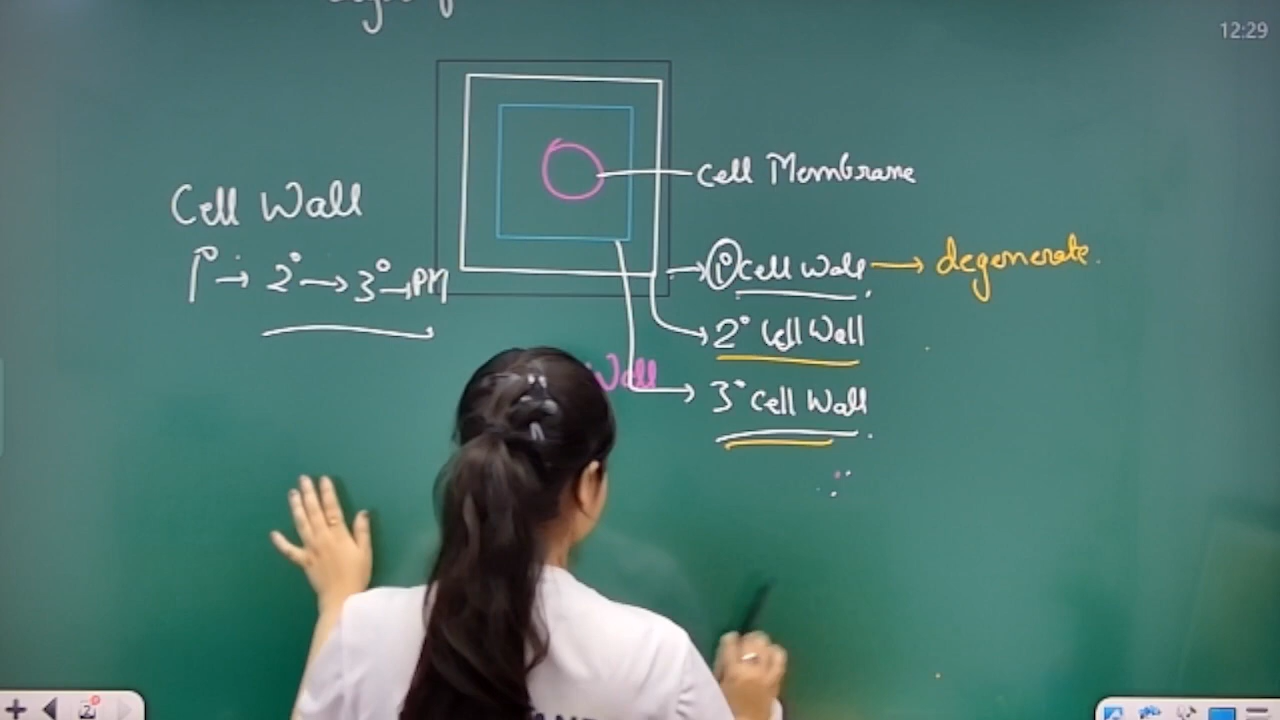 12:29
Cell Membrane
Cell Wall
1° → 2° → 3° → PM
→ 1° Cell Wall → degenerate.
2° Cell Wall
Wall
3° Cell Wall